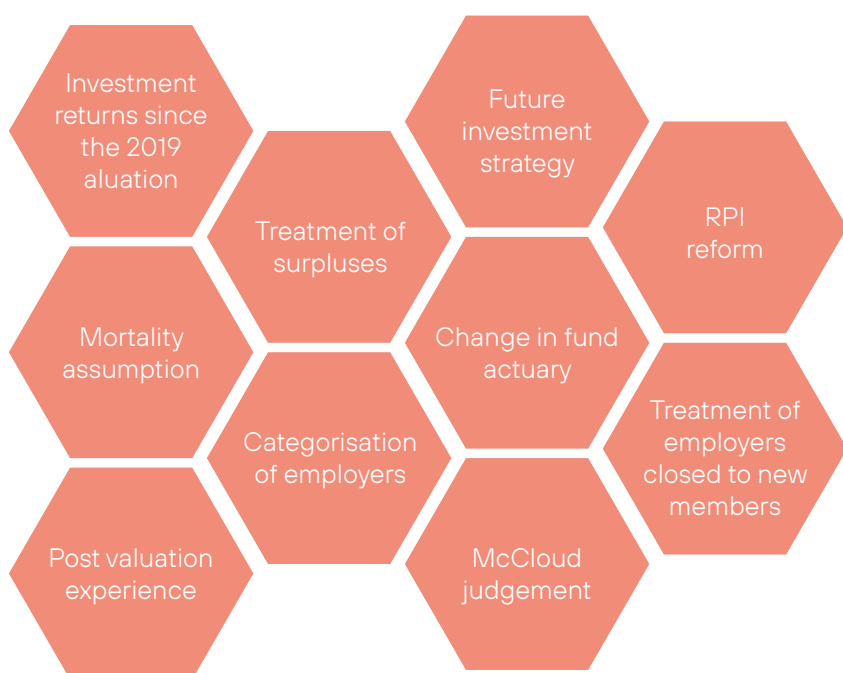 Investment
returns since
the 2019
aluation
Mortality
assumption
Post valuation
experience
Treatment of
surpluses
Categorisation
of employers
Future
investment
strategy
Change in fund
actuary
McCloud
judgement
RPI
reform
Treatment of
employers
closed to new
members